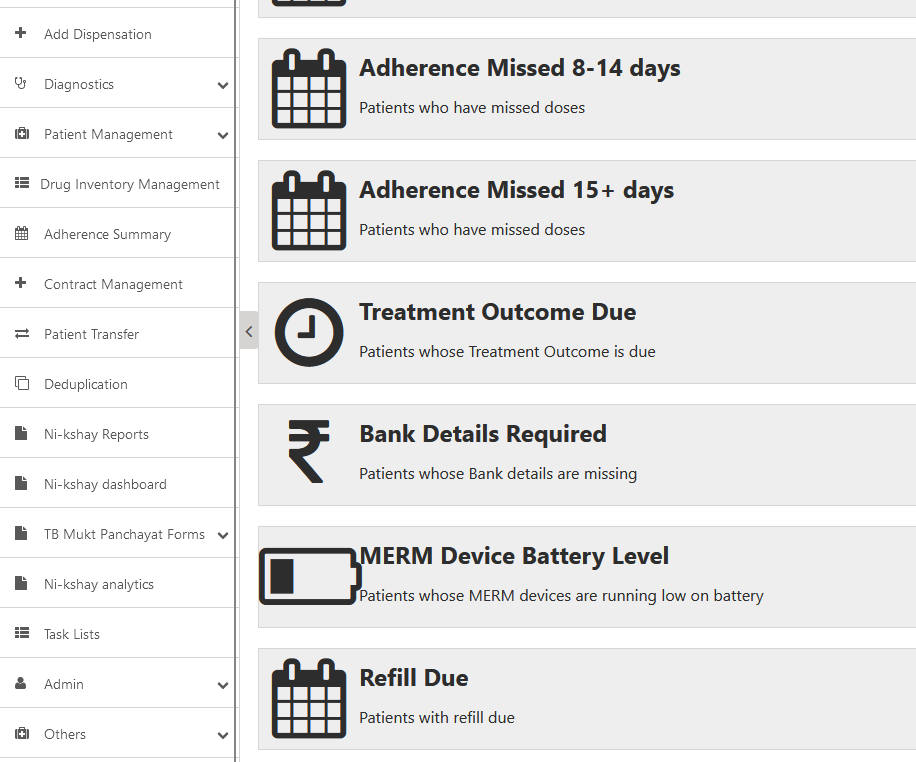 Add Dispensation
Diagnostics
Patient Management
Drug Inventory Management
Adherence Summary
Contract Management
Patient Transfer
Deduplication
Ni-kshay Reports
Ni-kshay dashboard
TB Mukt Panchayat Forms
Ni-kshay analytics
Task Lists
Admin
Others
Adherence Missed 8-14 days
Patients who have missed doses
Adherence Missed 15+ days
Patients who have missed doses
Treatment Outcome Due
Patients whose Treatment Outcome is due
Bank Details Required
Patients whose Bank details are missing
MERM Device Battery Level
Patients whose MERM devices are running low on battery
Refill Due
Patients with refill due